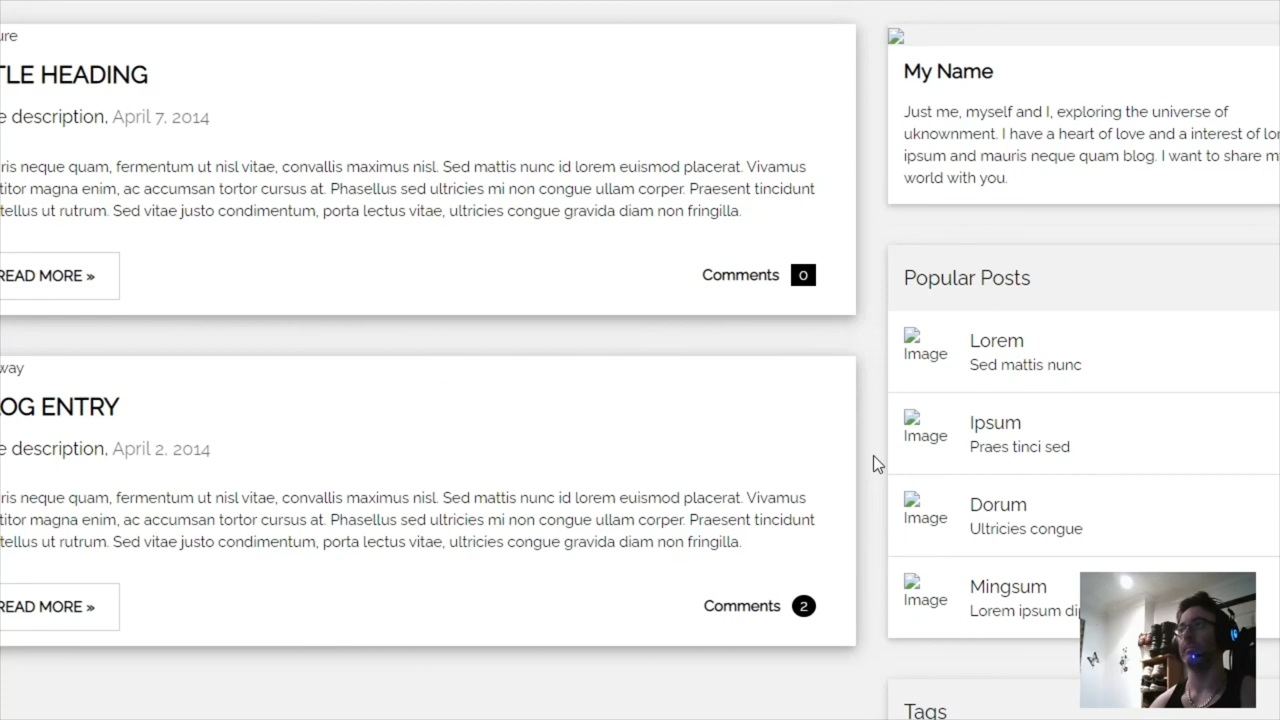 ure
TLE HEADING
e description, April 7, 2014
ris neque quam, fermentum ut nisl vitae, convallis maximus nisl. Sed mattis nunc id lorem euismod placerat. Vivamus
titor magna enim, ac accumsan tortor cursus at. Phasellus sed ultricies mi non congue ullam corper. Praesent tincidunt
tellus ut rutrum. Sed vitae justo condimentum, porta lectus vitae, ultricies congue gravida diam non fringilla.
READ MORE »
Comments 0
way
OG ENTRY
e description, April 2, 2014
ris neque quam, fermentum ut nisl vitae, convallis maximus nisl. Sed mattis nunc id lorem euismod placerat. Vivamus
titor magna enim, ac accumsan tortor cursus at. Phasellus sed ultricies mi non congue ullam corper. Praesent tincidunt
tellus ut rutrum. Sed vitae justo condimentum, porta lectus vitae, ultricies congue gravida diam non fringilla.
READ MORE »
Comments 2
My Name
Just me, myself and I, exploring the universe of
uknownment. I have a heart of love and a interest of lor
ipsum and mauris neque quam blog. I want to share m
world with you.
Popular Posts
Image
Lorem
Sed mattis nunc
Image
Ipsum
Praes tinci sed
Image
Dorum
Ultricies congue
Image
Mingsum
Lorem ipsum di
Tags